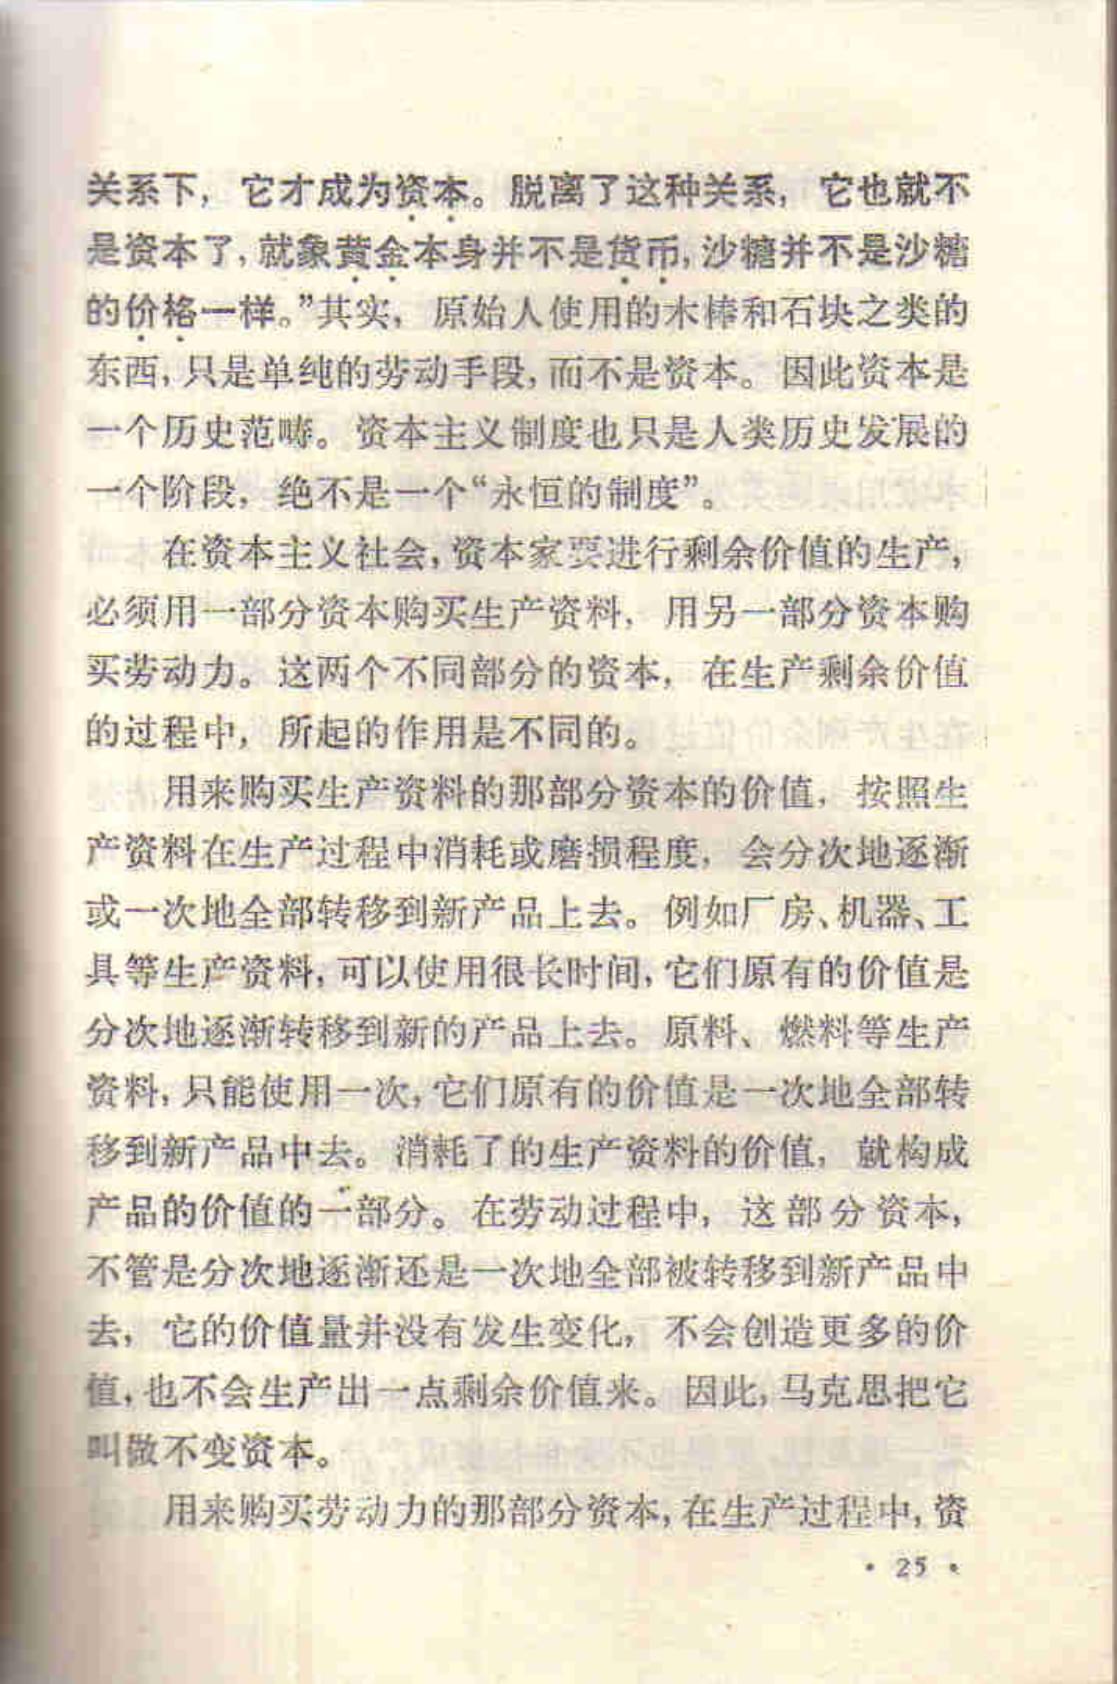 关系下，它才成为资本。脱离了这种关系，它也就不
是资本了，就象黄金本身并不是货币，沙糖并不是沙糖
的价格一样。”其实，原始人使用的木棒和石块之类的
东西，只是单纯的劳动手段，而不是资本。因此资本是
一个历史范畴。资本主义制度也只是人类历史发展的
一个阶段，绝不是一个“永恒的制度”。
在资本主义社会，资本家要进行剩余价值的生产，
必须用一部分资本购买生产资料，用另一部分资本购
买劳动力。这两个不同部分的资本，在生产剩余价值
的过程中，所起的作用是不同的。
用来购买生产资料的那部分资本的价值，按照生
产资料在生产过程中消耗或磨损程度，会分次地逐渐
或一次地全部转移到新产品上去。例如厂房、机器、工
具等生产资料，可以使用很长时间，它们原有的价值是
分次地逐渐转移到新的产品上去。原料、燃料等生产
资料，只能使用一次，它们原有的价值是一次地全部转
移到新产品中去。消耗了的生产资料的价值，就构成
产品的价值的一部分。在劳动过程中，这部分资本，
不管是分次地逐渐还是一次地全部被转移到新产品中
去，它的价值量并没有发生变化，不会创造更多的价
值，也不会生产出一点剩余价值来。因此，马克思把它
叫做不变资本。
用来购买劳动力的那部分资本，在生产过程中，资
· 25 ·